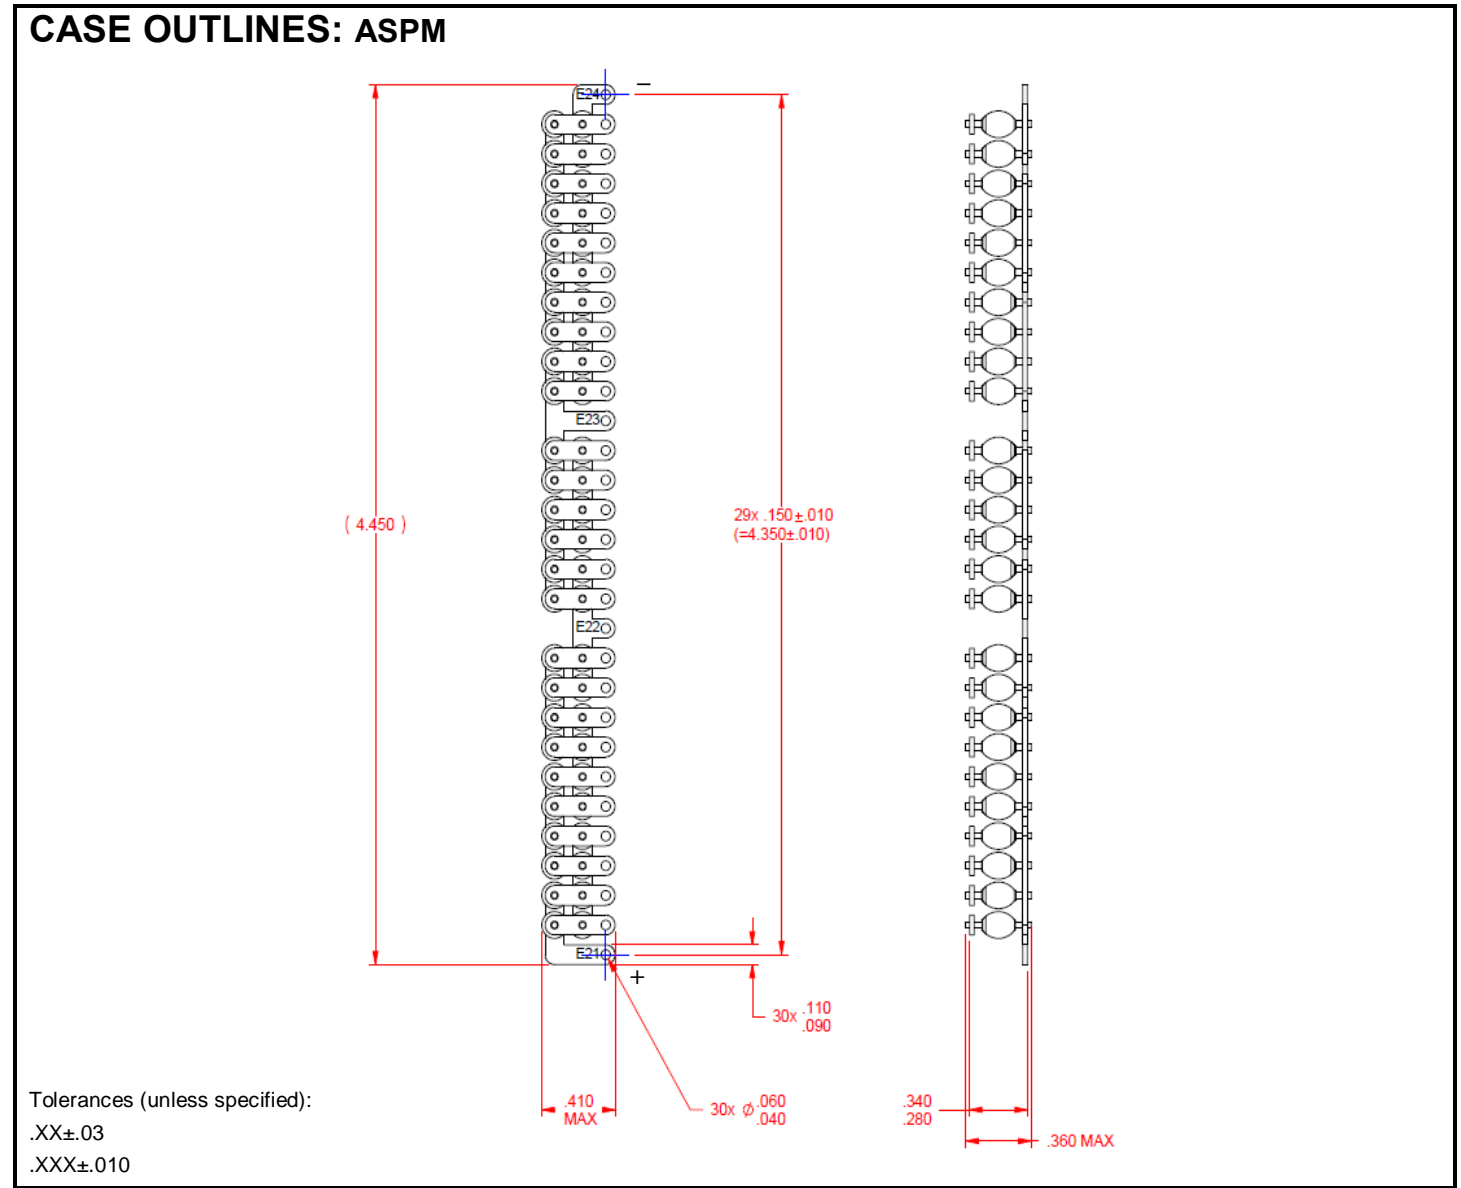 CASE OUTLINES: ASPM
E24
−
E23
( 4.450 )
29x .150±.010
(=4.350±.010)
E22
E21
+
30x .110
.090
30x ⌀ .060
.040
.410
MAX
.340
.280
.360 MAX
Tolerances (unless specified):
.XX±.03
.XXX±.010